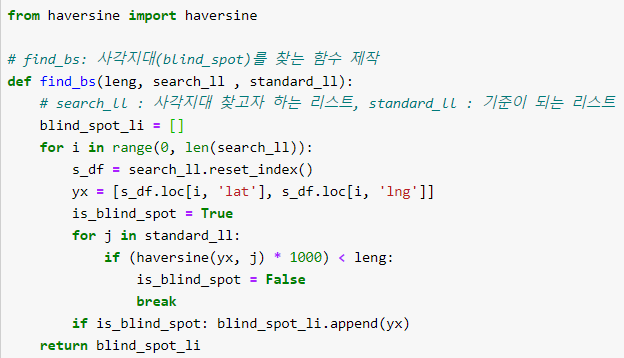 from haversine import haversine

# find_bs: 사각지대(blind_spot)를 찾는 함수 제작
def find_bs(leng, search_ll , standard_ll):
    # search_ll : 사각지대 찾고자 하는 리스트, standard_ll : 기준이 되는 리스트
    blind_spot_li = []
    for i in range(0, len(search_ll)):
        s_df = search_ll.reset_index()
        yx = [s_df.loc[i, 'lat'], s_df.loc[i, 'lng']]
        is_blind_spot = True
        for j in standard_ll:
            if (haversine(yx, j) * 1000) < leng:
                is_blind_spot = False
                break
        if is_blind_spot: blind_spot_li.append(yx)
    return blind_spot_li